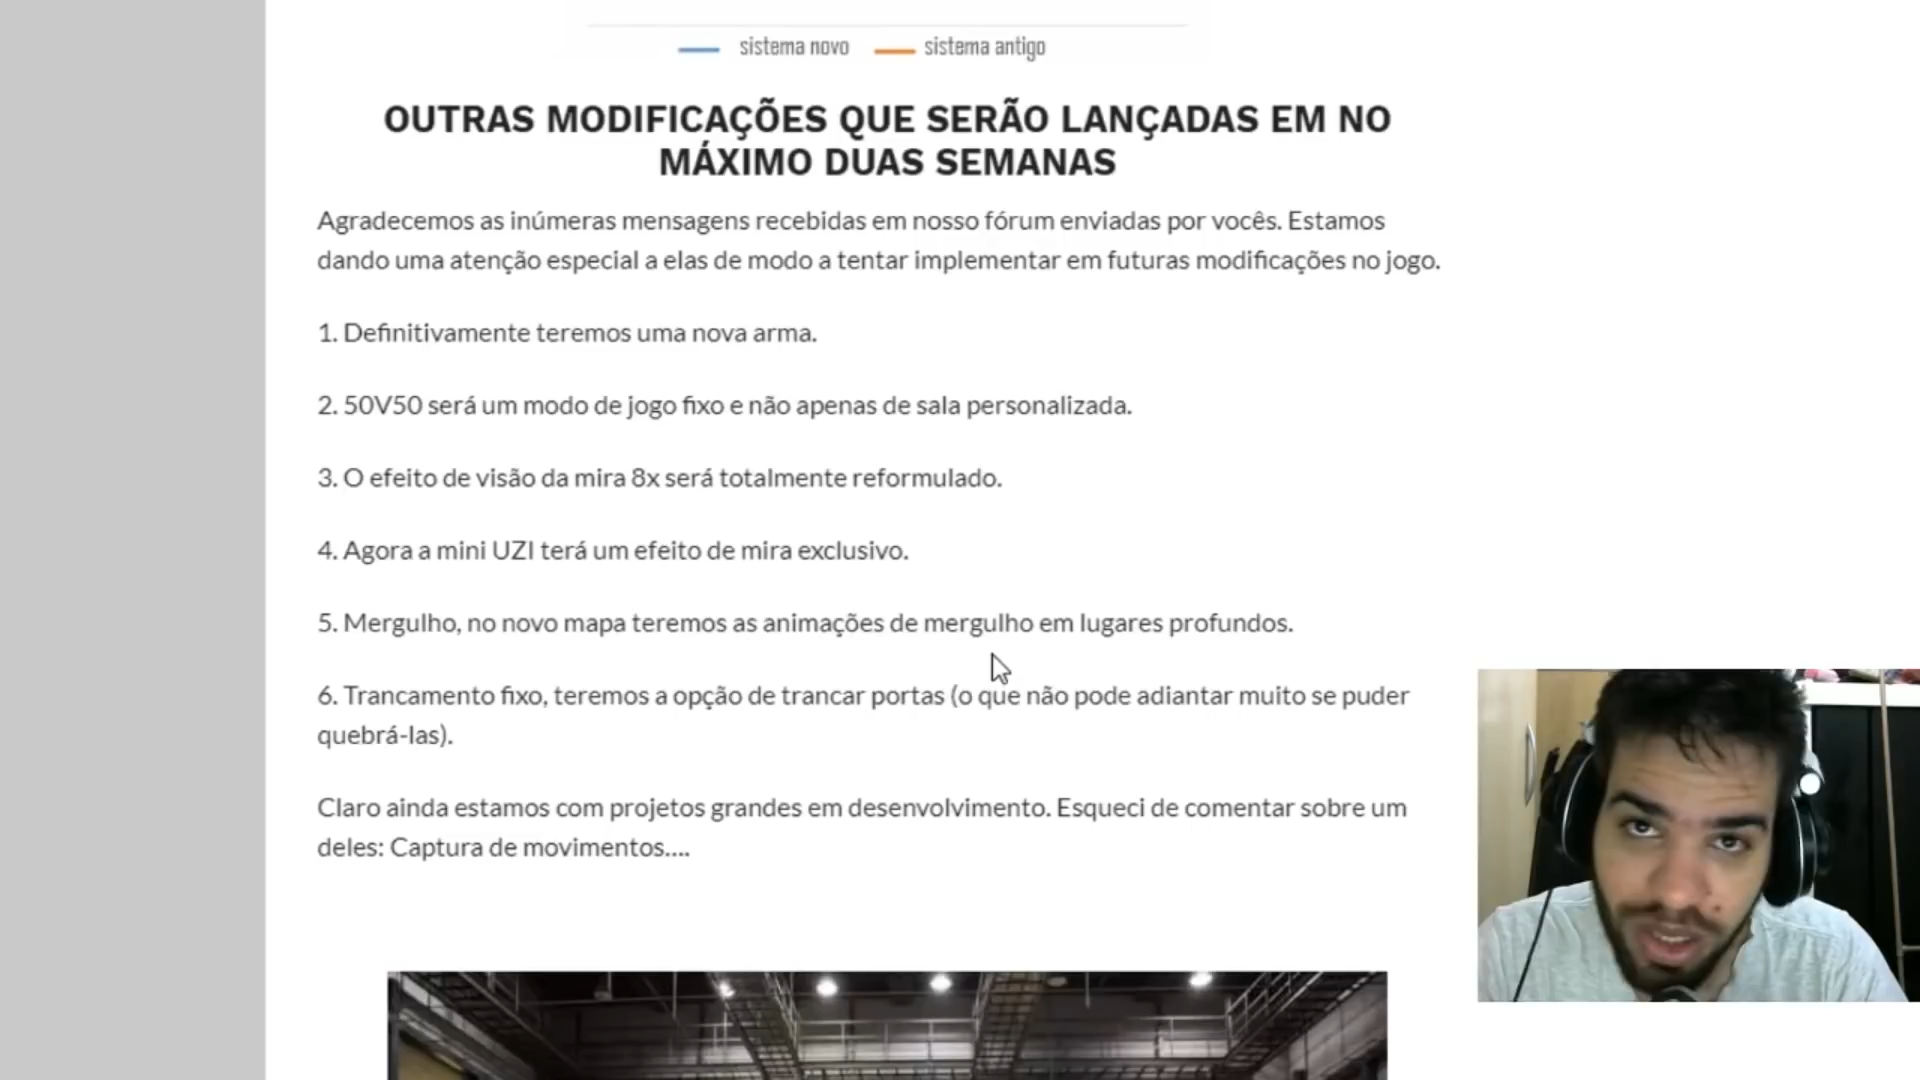 sistema novo sistema antigo
OUTRAS MODIFICAÇÕES QUE SERÃO LANÇADAS EM NO
MÁXIMO DUAS SEMANAS
Agradecemos as inúmeras mensagens recebidas em nosso fórum enviadas por vocês. Estamos
dando uma atenção especial a elas de modo a tentar implementar em futuras modificações no jogo.
1. Definitivamente teremos uma nova arma.
2. 50V50 será um modo de jogo fixo e não apenas de sala personalizada.
3. O efeito de visão da mira 8x será totalmente reformulado.
4. Agora a mini UZI terá um efeito de mira exclusivo.
5. Mergulho, no novo mapa teremos as animações de mergulho em lugares profundos.
6. Trancamento fixo, teremos a opção de trancar portas (o que não pode adiantar muito se puder
quebrá-las).
Claro ainda estamos com projetos grandes em desenvolvimento. Esqueci de comentar sobre um
deles: Captura de movimentos....